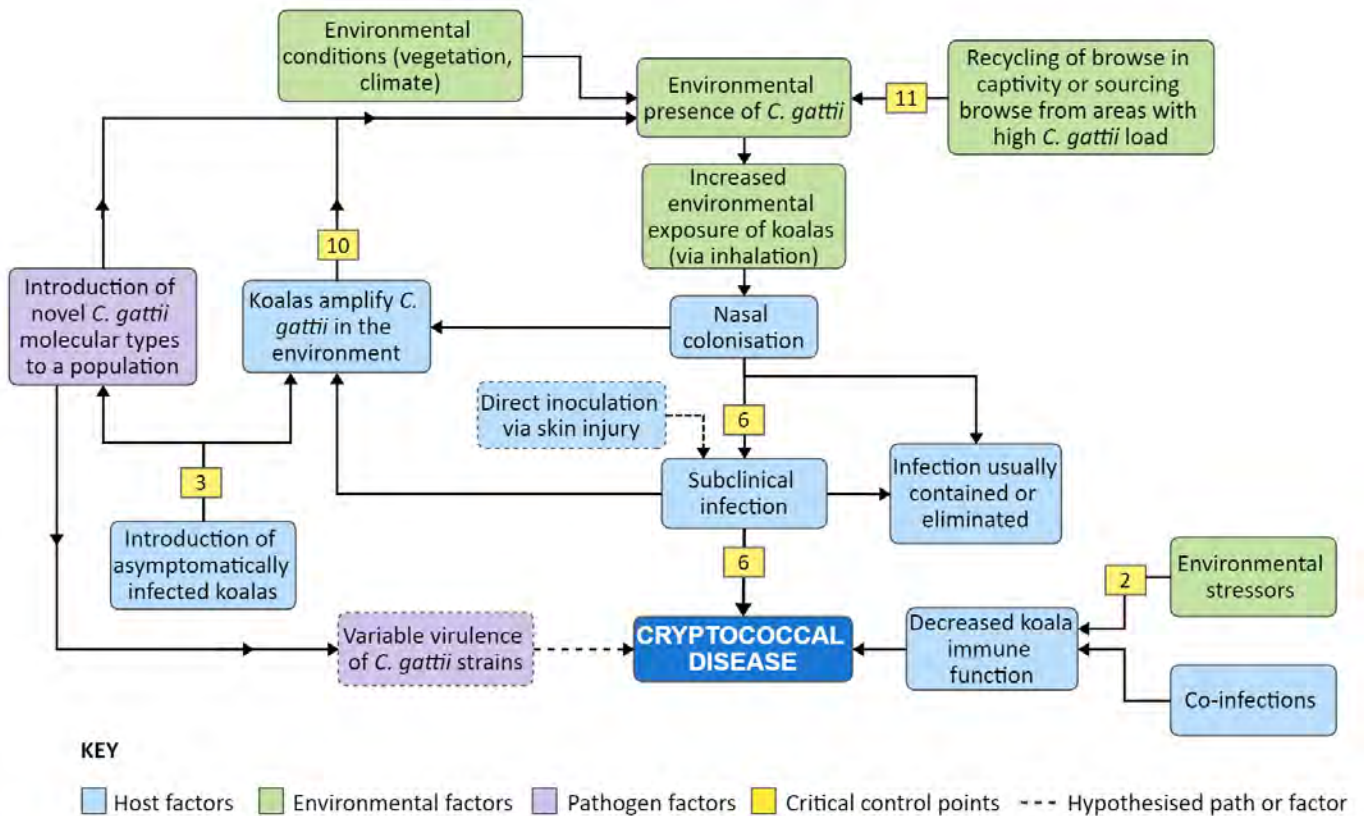 Environmental
conditions (vegetation,
climate)
Environmental
presence of C. gattii
11
Recycling of browse in
captivity or sourcing
browse from areas with
high C. gattii load
Increased
environmental
exposure of koalas
(via inhalation)
10
Introduction of
novel C. gattii
molecular types
to a population
Koalas amplify C.
gattii in the
environment
Nasal
colonisation
Direct inoculation
via skin injury
6
Subclinical
infection
Infection usually
contained or
eliminated
3
Introduction of
asymptomatically
infected koalas
6
2
Environmental
stressors
Variable virulence
of C. gattii strains
CRYPTOCOCCAL
DISEASE
Decreased koala
immune
function
Co-infections
KEY
Host factors
Environmental factors
Pathogen factors
Critical control points
Hypothesised path or factor